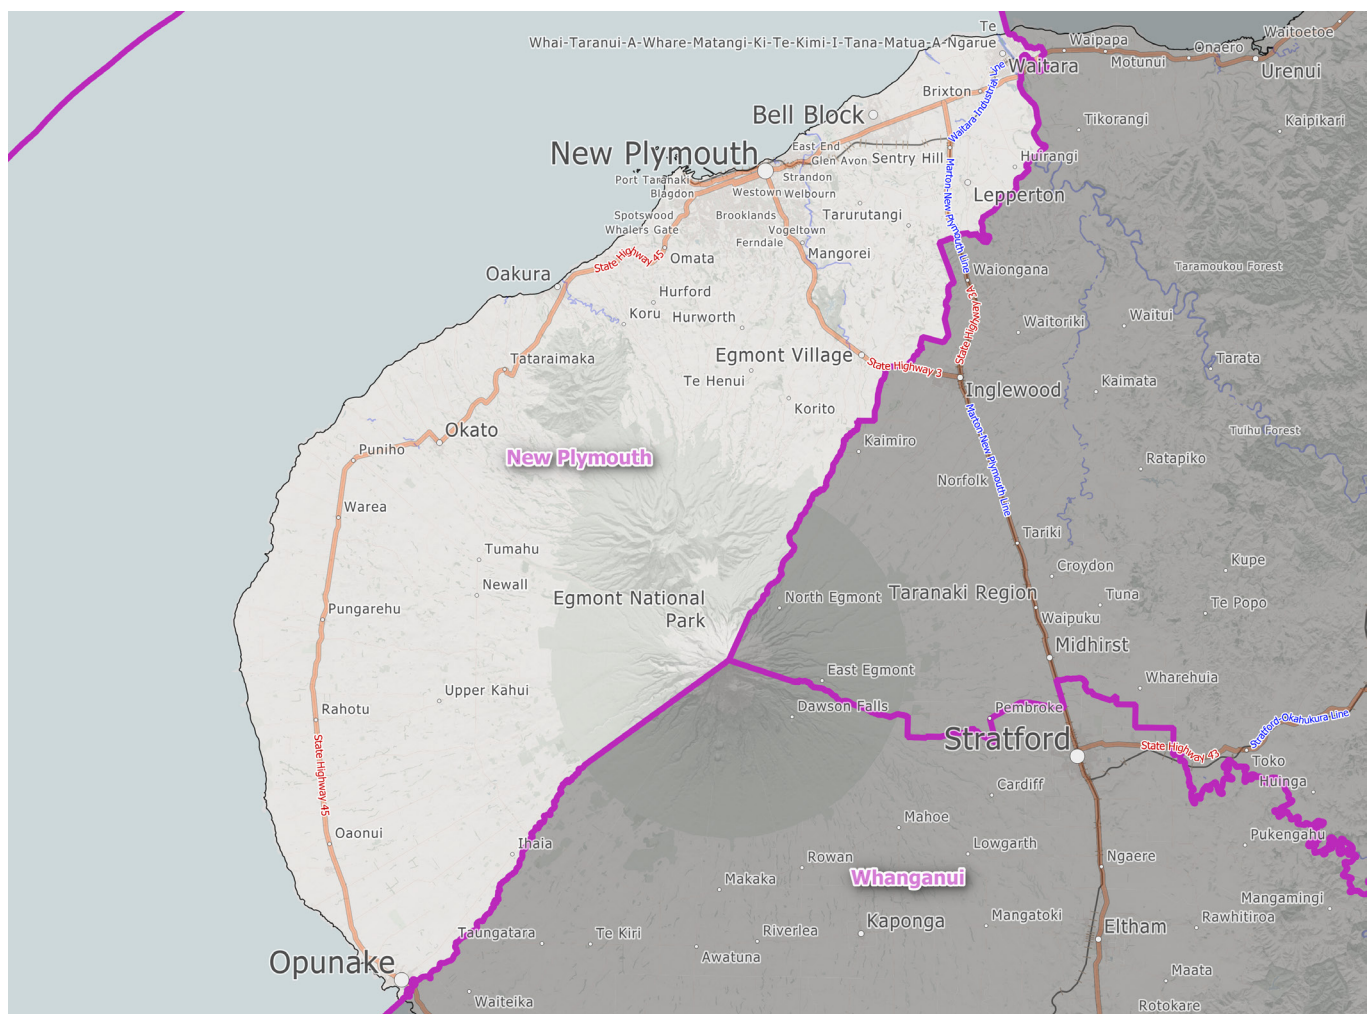 Te
Whai-Taranui-A-Whare-Matangi-Ki-Te-Kimi-I-Tana-Matua-A-Ngarue
Waitoetoe
Waipapa
Onaero
Motunui
Urenui
Waitara
Brixton
Waitara-Industrial Line
Bell Block
Tikorangi
Kaipikari
New Plymouth
East End
Glen Avon
Sentry Hill
Huirangi
Port Taranaki
Strandon
Blagdon
Westown
Welbourn
Lepperton
Marton-New Plymouth Line
Spotswood
Brooklands
Tarurutangi
Whalers Gate
Vogeltown
Ferndale
Mangorei
State Highway 45
Omata
Oakura
Waiongana
Taramoukou Forest
Hurford
State Highway 3A
Koru
Hurworth
Waitoriki
Waitui
Tataraimaka
Egmont Village
State Highway 3
Tarata
Te Henui
Inglewood
Kaimata
Korito
Okato
Kaimiro
Marton-New Plymouth Line
Tuihu Forest
Puniho
New Plymouth
Ratapiko
Norfolk
Warea
Tariki
Tumahu
Croydon
Kupe
Newall
Egmont National
Park
North Egmont
Taranaki Region
Tuna
Te Popo
Pungarehu
Waipuku
Midhirst
East Egmont
Wharehuia
Upper Kahui
Rahotu
Dawson Falls
Pembroke
Stratford-Okahukura Line
Stratford
State Highway 43
Toko
State Highway 45
Cardiff
Huinga
Mahoe
Oaonui
Ihaia
Pukengahu
Lowgarth
Rowan
Ngaere
Makaka
Whanganui
Mangamingi
Kaponga
Mangatoki
Rawhitiroa
Taungatara
Te Kiri
Riverlea
Eltham
Awatuna
Opunake
Maata
Waiteika
Rotokare